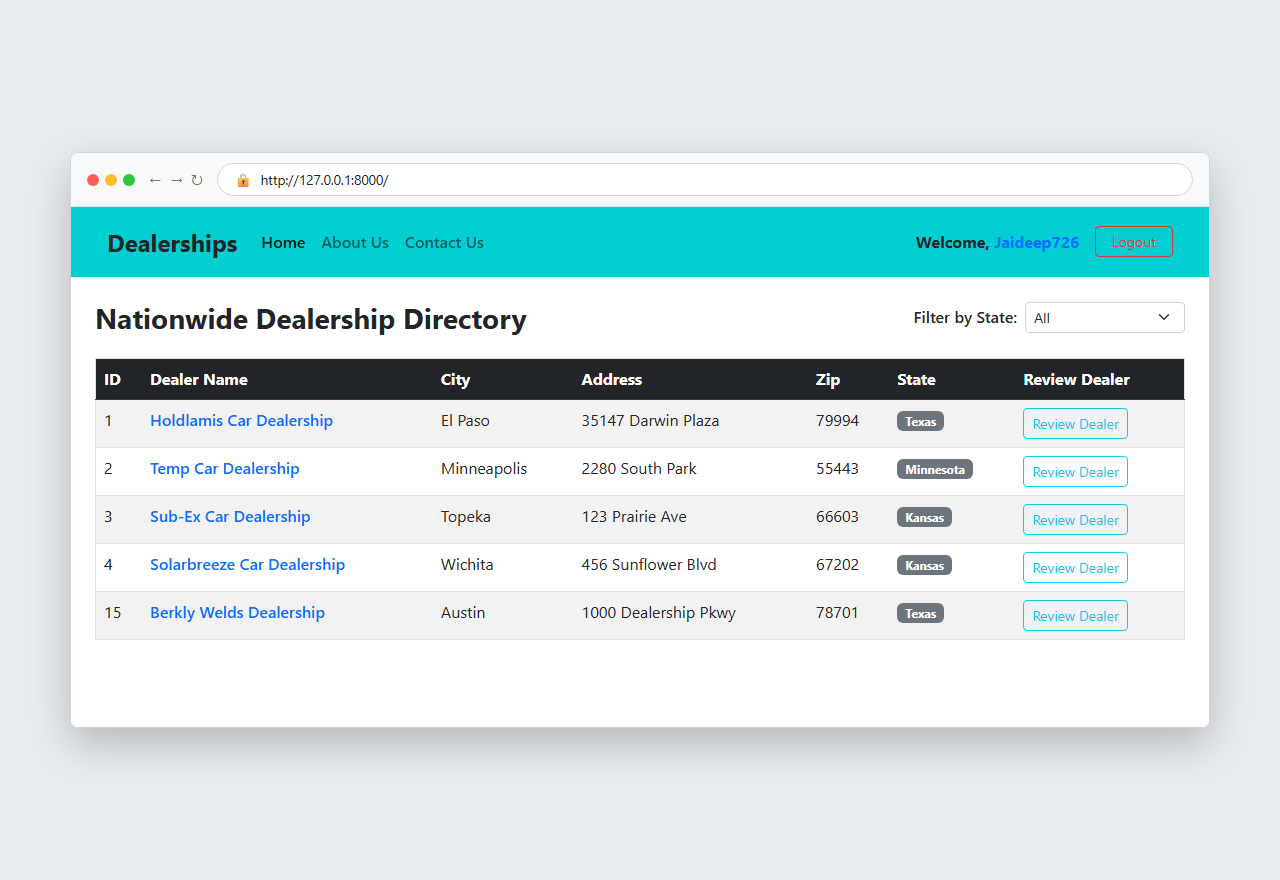 http://127.0.0.1:8000/
Dealerships Home About Us Contact Us Welcome, Jaideep726 Logout
Nationwide Dealership Directory Filter by State: All
ID Dealer Name City Address Zip State Review Dealer
1 Holdlamis Car Dealership El Paso 35147 Darwin Plaza 79994 Texas Review Dealer
2 Temp Car Dealership Minneapolis 2280 South Park 55443 Minnesota Review Dealer
3 Sub-Ex Car Dealership Topeka 123 Prairie Ave 66603 Kansas Review Dealer
4 Solarbreeze Car Dealership Wichita 456 Sunflower Blvd 67202 Kansas Review Dealer
15 Berkly Welds Dealership Austin 1000 Dealership Pkwy 78701 Texas Review Dealer